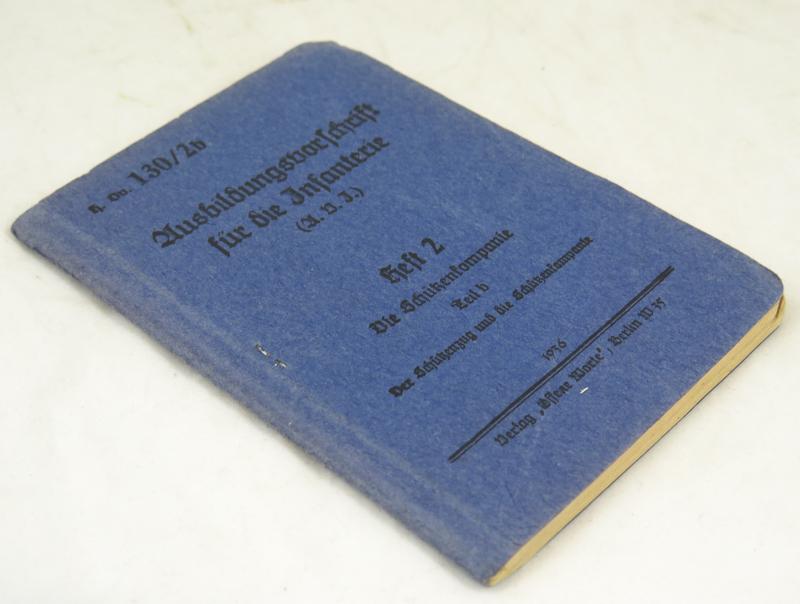 H. Dv. 130/2b
Ausbildungsvorschrift
für die Infanterie
(A. V. I.)
Heft 2
Die Schützenkompanie
Teil b
Der Schützenzug und die Schützenkompanie
1936
Verlag „Offene Worte“, Berlin W 35